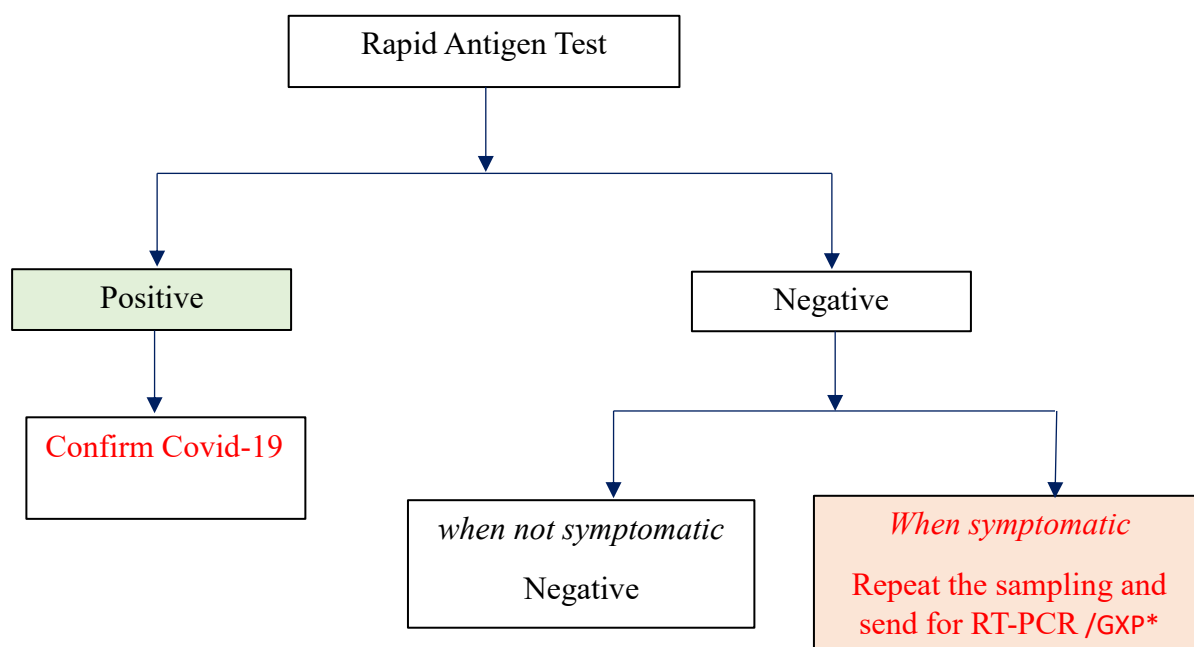 Rapid Antigen Test
Positive
Negative
Confirm Covid-19
when not symptomatic
Negative
When symptomatic
Repeat the sampling and
send for RT-PCR /GXP*